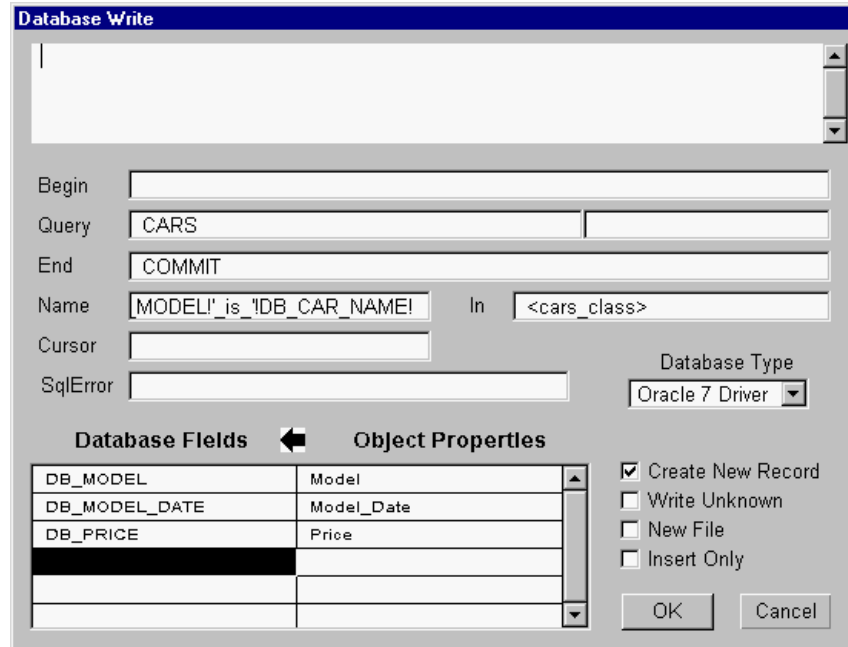 Database Write
Begin
Query CARS
End COMMIT
Name _MODEL!'_is_'!DB_CAR_NAME! In <cars_class>
Cursor
Database Type
SqlError Oracle 7 Driver
Database Fields Object Properties
DB_MODEL Model
DB_MODEL_DATE Model_Date
DB_PRICE Price
Create New Record
Write Unknown
New File
Insert Only
OK Cancel